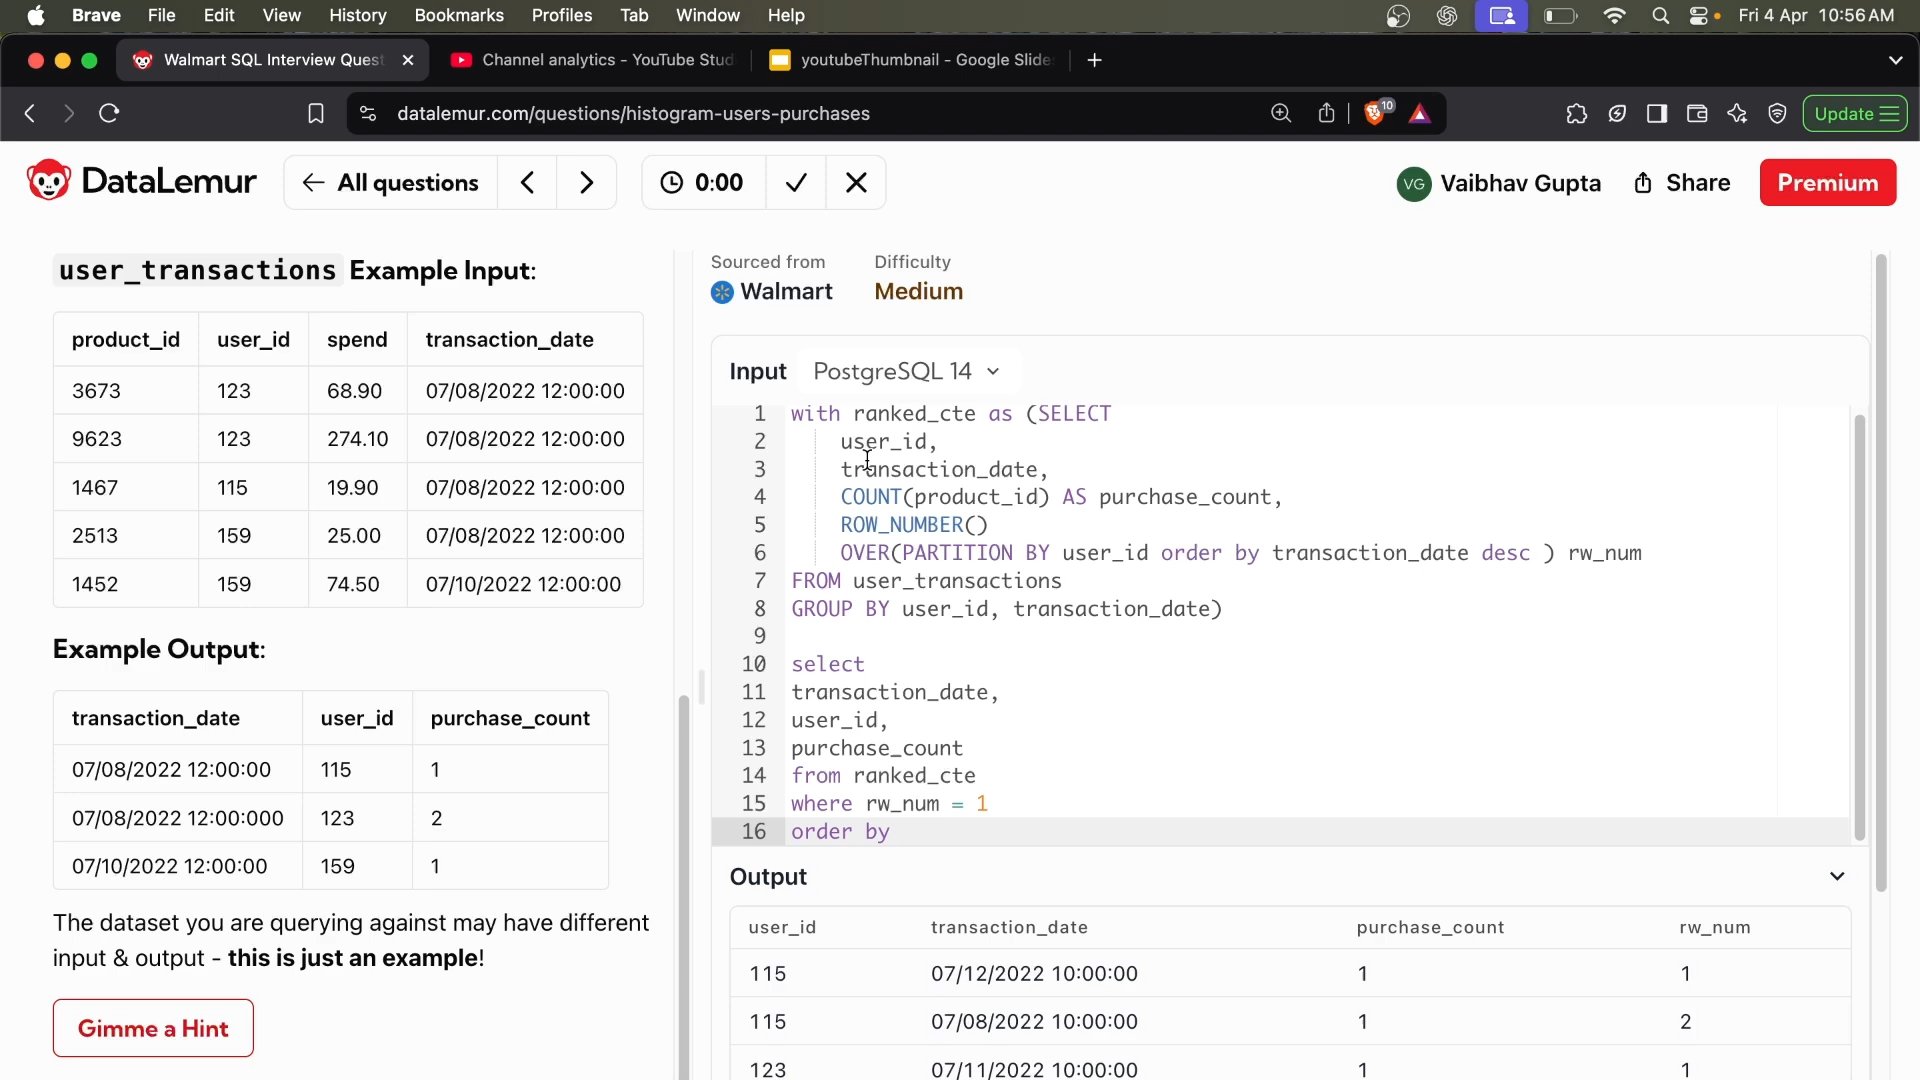 Brave File Edit View History Bookmarks Profiles Tab Window Help Fri 4 Apr 10:56 AM
Walmart SQL Interview Quest Channel analytics - YouTube Stud youtubeThumbnail - Google Slide
datalemur.com/questions/histogram-users-purchases 10 Update
DataLemur All questions 0:00 VG Vaibhav Gupta Share Premium
user_transactions Example Input:
product_id user_id spend transaction_date
3673 123 68.90 07/08/2022 12:00:00
9623 123 274.10 07/08/2022 12:00:00
1467 115 19.90 07/08/2022 12:00:00
2513 159 25.00 07/08/2022 12:00:00
1452 159 74.50 07/10/2022 12:00:00
Example Output:
transaction_date user_id purchase_count
07/08/2022 12:00:00 115 1
07/08/2022 12:00:000 123 2
07/10/2022 12:00:00 159 1
The dataset you are querying against may have different
input & output - this is just an example!
Gimme a Hint
Sourced from Difficulty
Walmart Medium
Input PostgreSQL 14
1 with ranked_cte as (SELECT
2 user_id,
3 transaction_date,
4 COUNT(product_id) AS purchase_count,
5 ROW_NUMBER()
6 OVER(PARTITION BY user_id order by transaction_date desc ) rw_num
7 FROM user_transactions
8 GROUP BY user_id, transaction_date)
9
10 select
11 transaction_date,
12 user_id,
13 purchase_count
14 from ranked_cte
15 where rw_num = 1
16 order by
Output
user_id transaction_date purchase_count rw_num
115 07/12/2022 10:00:00 1 1
115 07/08/2022 10:00:00 1 2
123 07/11/2022 10:00:00 1 1